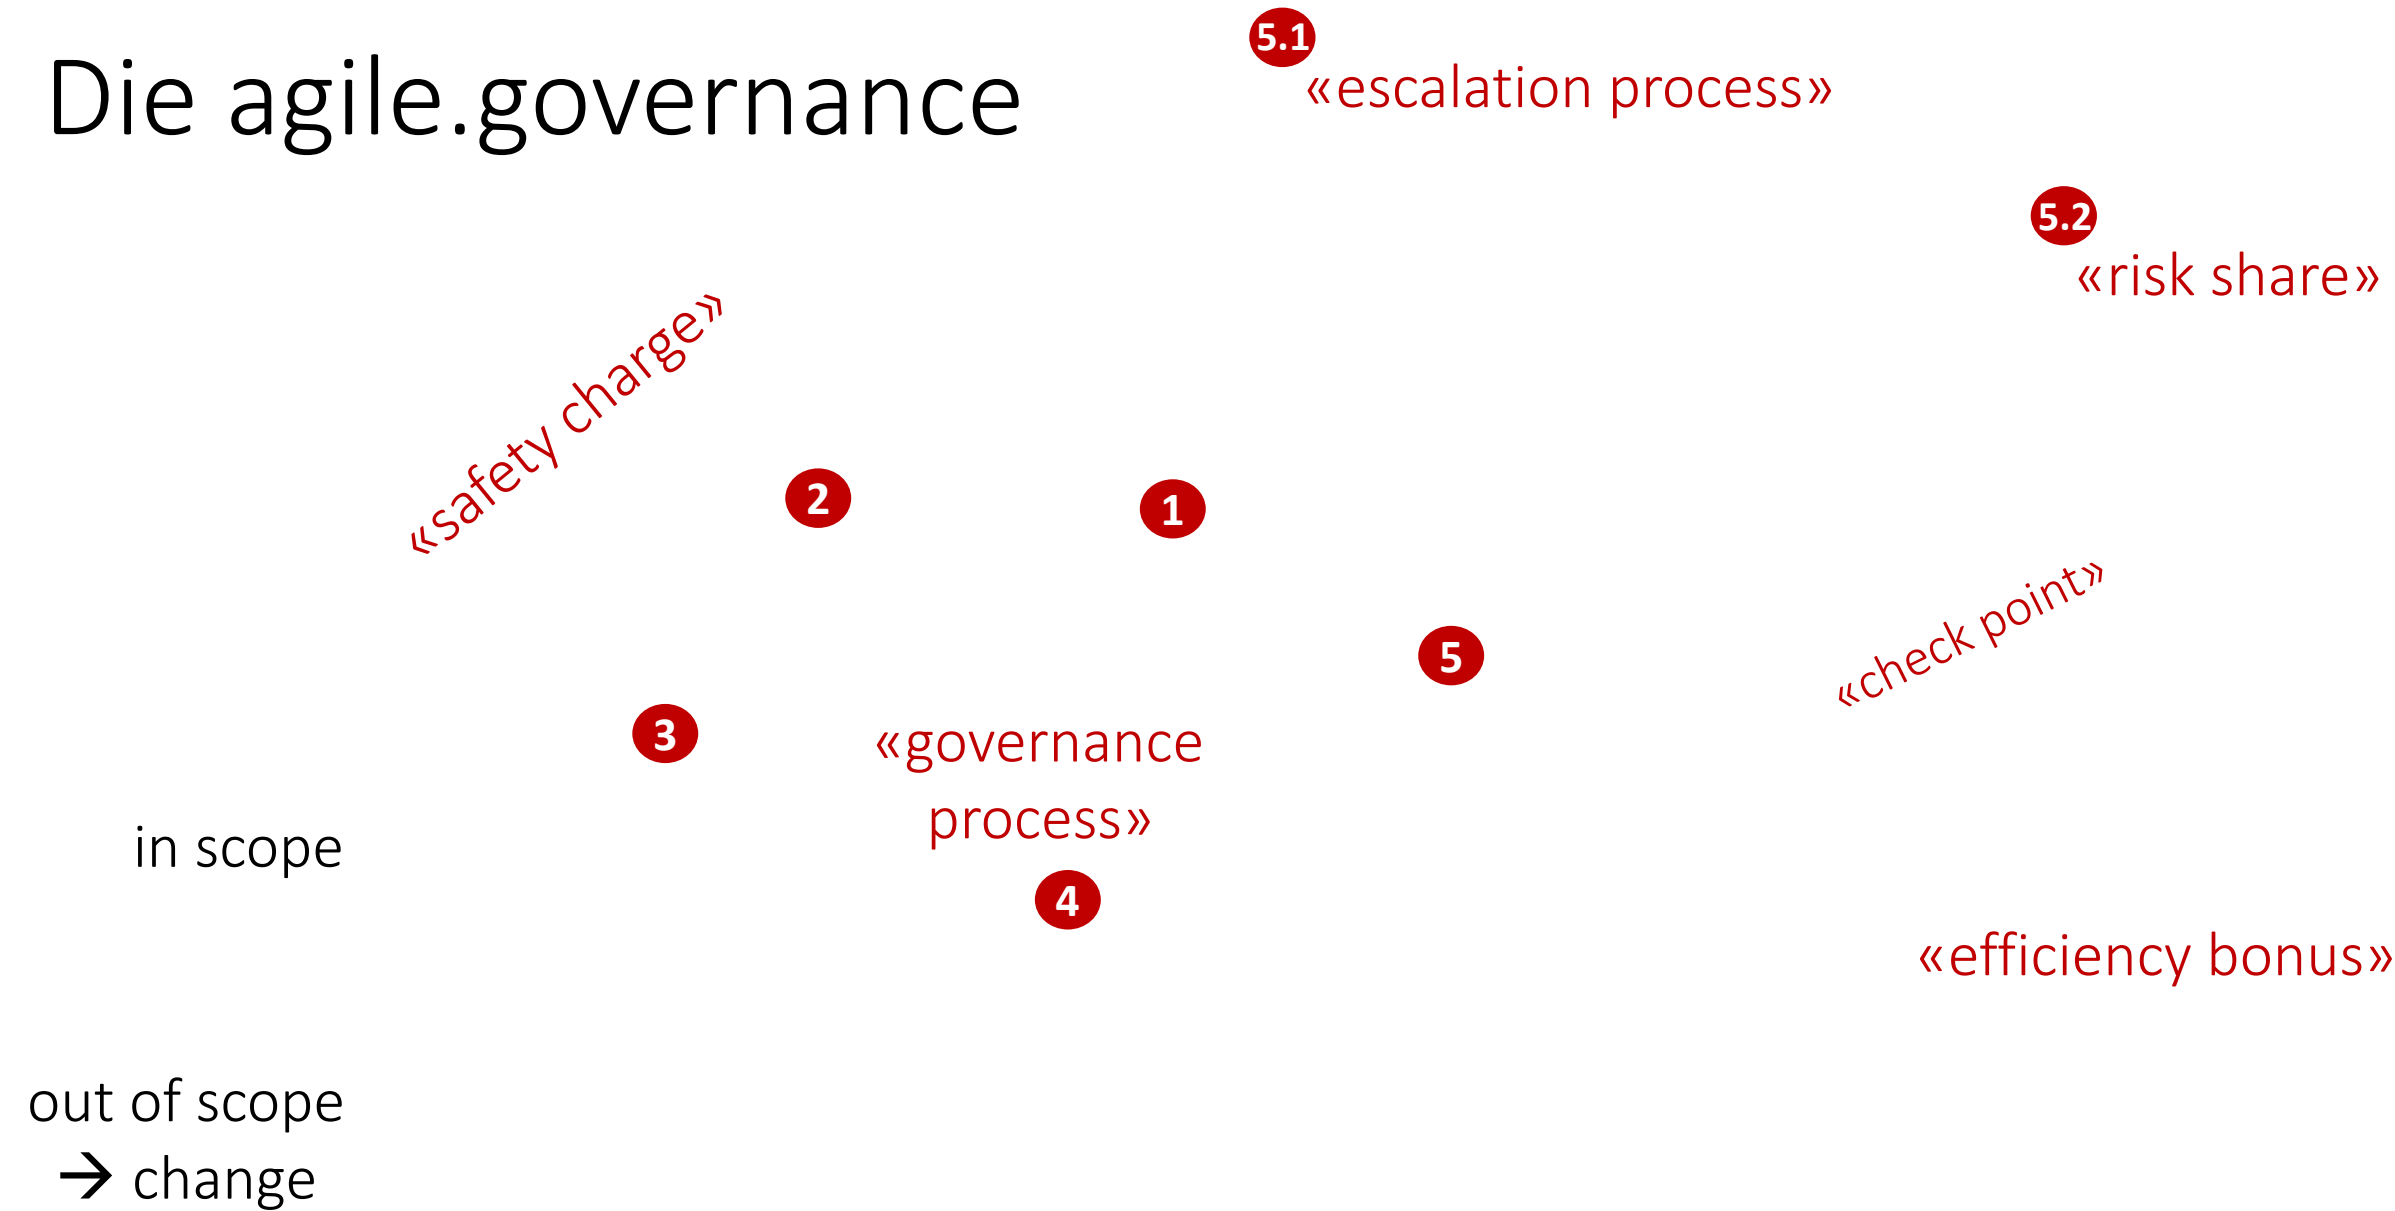 Die agile.governance
5.1
«escalation process»
5.2
«risk share»
«safety charge»
2
1
«check point»
5
3
«governance
process»
in scope
4
«efficiency bonus»
out of scope
→ change